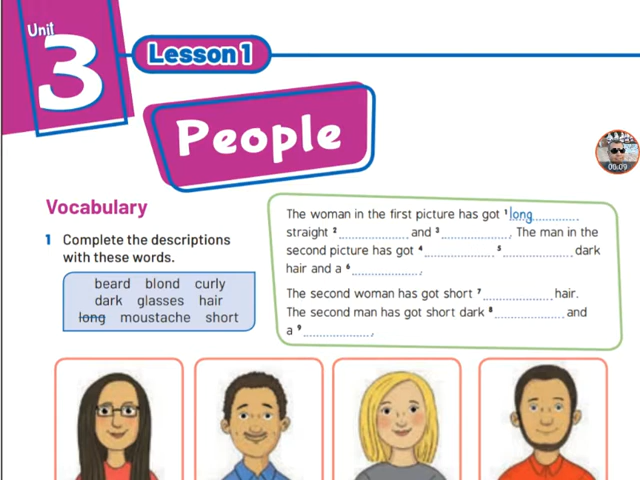 Unit
3
Lesson 1
People
Vocabulary
1 Complete the descriptions
with these words.
beard blond curly
dark glasses hair
long moustache short
The woman in the first picture has got 1 long
straight 2 and 3 . The man in the
second picture has got 4 5 dark
hair and a 6 .
The second woman has got short 7 hair.
The second man has got short dark 8 and
a 9 .
00:09